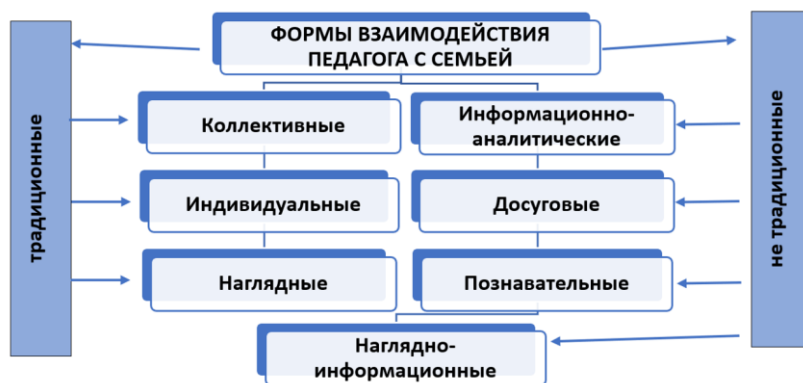 ФОРМЫ ВЗАИМОДЕЙСТВИЯ
ПЕДАГОГА С СЕМЬЕЙ
традиционные
не традиционные
Коллективные
Информационно-
аналитические
Индивидуальные
Досуговые
Наглядные
Познавательные
Наглядно-
информационные